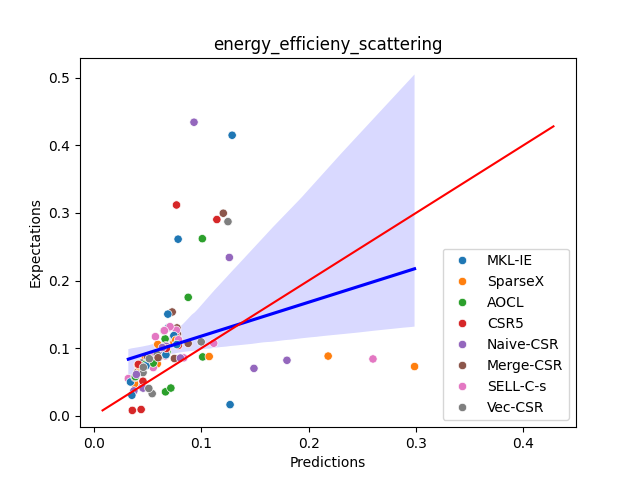 energy_efficieny_scattering
0.5
0.4
0.3
0.2
0.1
0.0
Expectations
MKL-IE
SparseX
AOCL
CSR5
Naive-CSR
Merge-CSR
SELL-C-s
Vec-CSR
0.0 0.1 0.2 0.3 0.4
Predictions